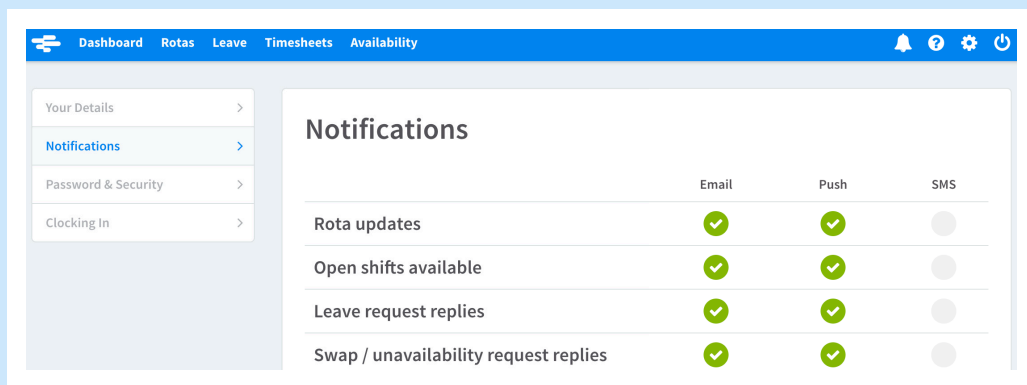 Dashboard Rotas Leave Timesheets Availability
Your Details
Notifications
Password & Security
Clocking In
Notifications
Email Push SMS
Rota updates
Open shifts available
Leave request replies
Swap / unavailability request replies